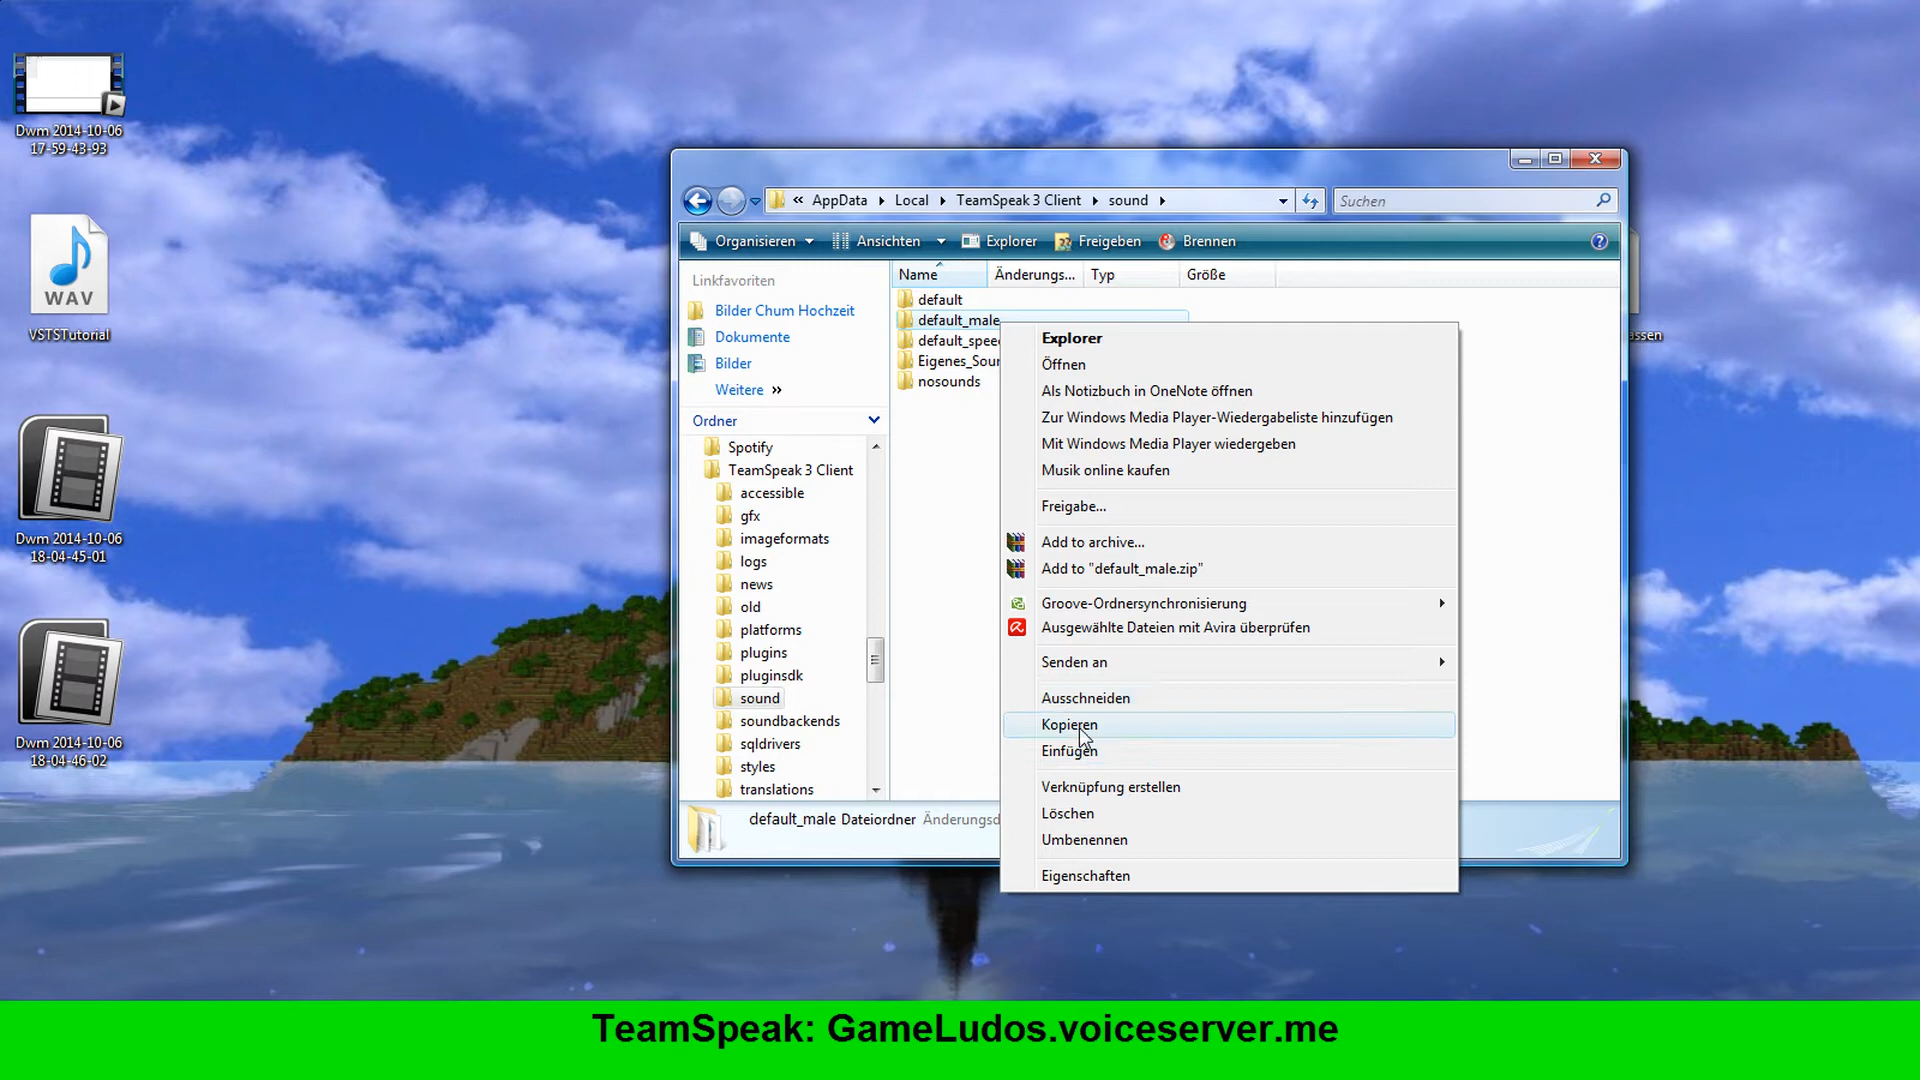 Dwm 2014-10-06
17-59-43-93
WAV
VSTSTutorial
Dwm 2014-10-06
18-04-45-01
Dwm 2014-10-06
18-04-46-02
« AppData Local TeamSpeak 3 Client sound
Suchen
Organisieren Ansichten Explorer Freigeben Brennen
Linkfavoriten
Bilder Chum Hochzeit
Dokumente
Bilder
Weitere »
Ordner
Spotify
TeamSpeak 3 Client
accessible
gfx
imageformats
logs
news
old
platforms
plugins
pluginsdk
sound
soundbackends
sqldrivers
styles
translations
Name Änderungs... Typ Größe
default
default_male
default_spee
Eigenes_Soun
nosounds
Explorer
Öffnen
Als Notizbuch in OneNote öffnen
Zur Windows Media Player-Wiedergabeliste hinzufügen
Mit Windows Media Player wiedergeben
Musik online kaufen
Freigabe...
Add to archive...
Add to "default_male.zip"
Groove-Ordnersynchronisierung
Ausgewählte Dateien mit Avira überprüfen
Senden an
Ausschneiden
Kopieren
Einfügen
Verknüpfung erstellen
Löschen
Umbenennen
Eigenschaften
default_male Dateiordner Änderungsd
assen
TeamSpeak: GameLudos.voiceserver.me